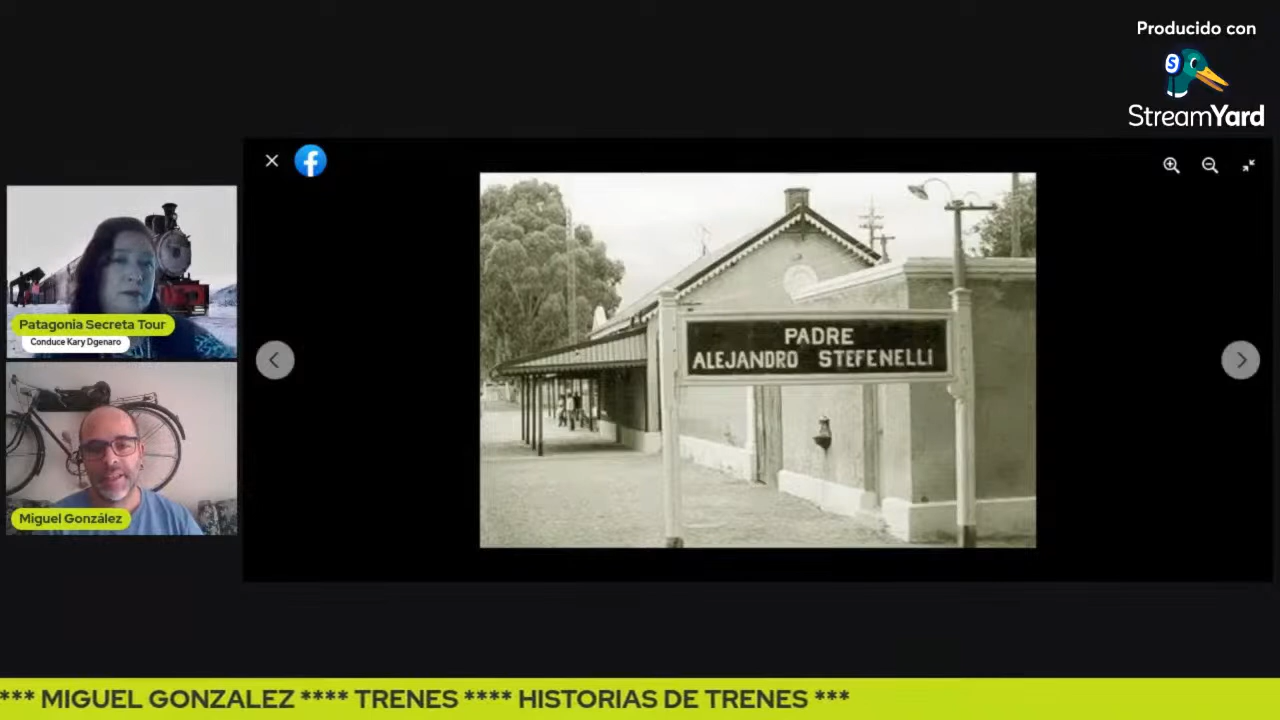 Producido con
S
StreamYard
Patagonia Secreta Tour
Conduce Kary Dgenaro
Miguel González
PADRE
ALEJANDRO STEFENELLI
*** MIGUEL GONZALEZ **** TRENES **** HISTORIAS DE TRENES ***